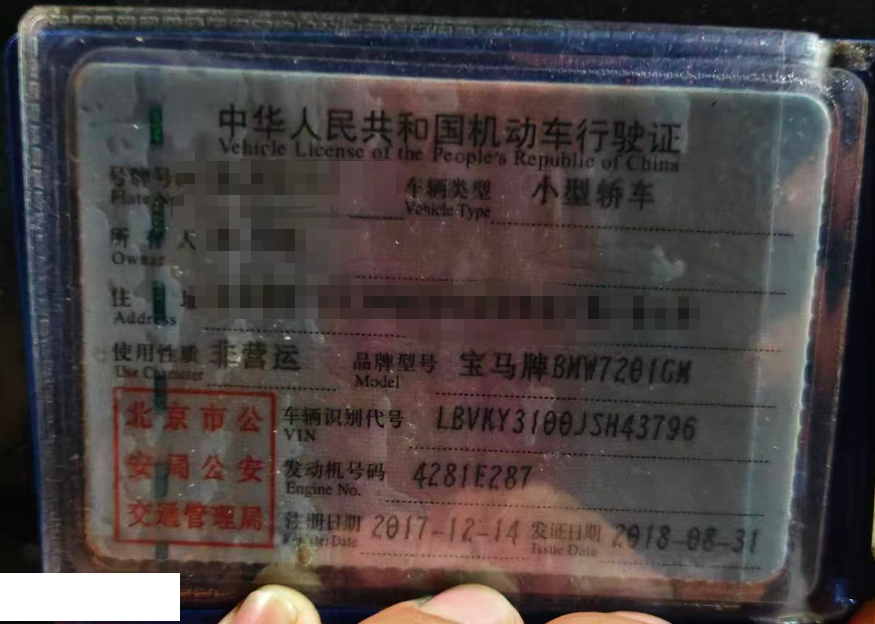 中华人民共和国机动车行驶证
Vehicle License of the People's Republic of China
号牌号 车辆类型 小型轿车
Plate Vehicle Type
所有人
Owner
住址
Address
使用性质 非营运 品牌型号 宝马牌BMW7201GM
Use Character Model
北京市公 车辆识别代号 LBVKY3100JSH43796
VIN
安局公安 发动机号码 4281E287
Engine No.
交通管理局 注册日期 2017-12-14 发证日期 2018-08-31
Register Date Issue Date